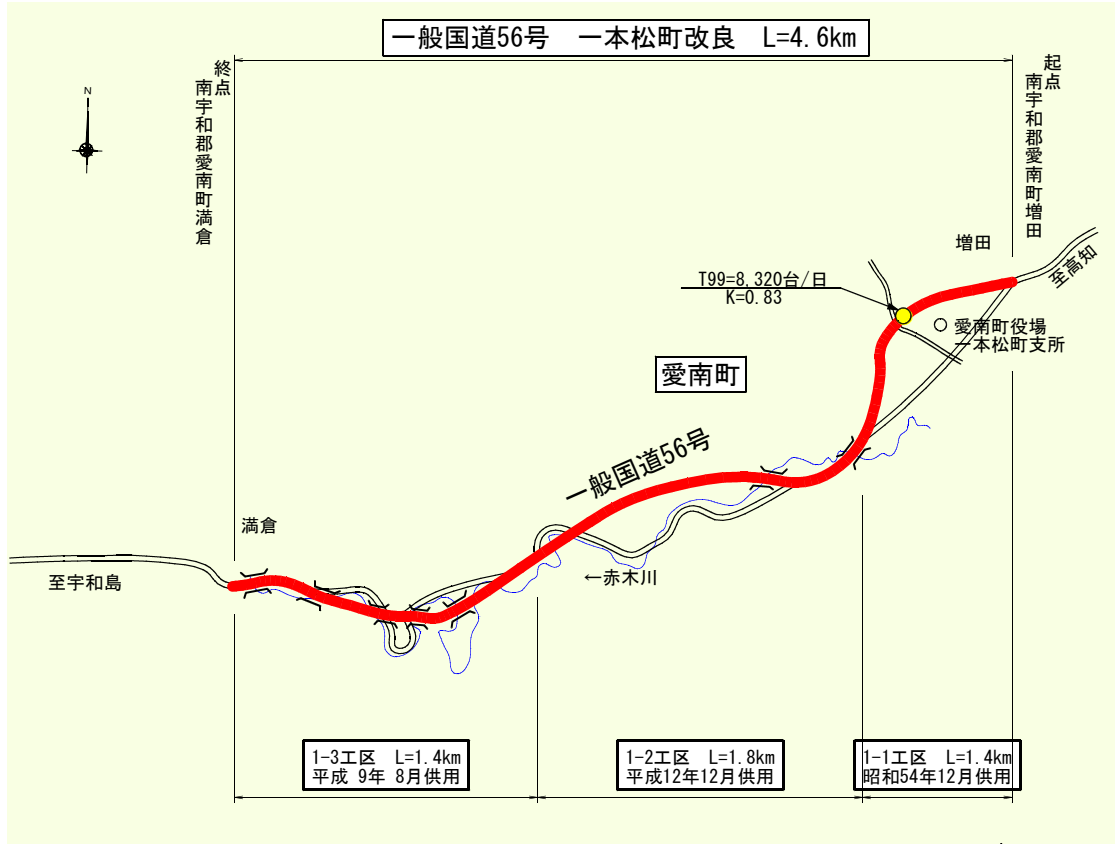 一般国道56号　一本松町改良　L=4.6km
終点
南宇和郡愛南町満倉
起点
南宇和郡愛南町増田
N
増田
至高知
T99=8,320台/日
K=0.83
愛南町役場
一本松町支所
愛南町
一般国道56号
満倉
至宇和島
←赤木川
1-3工区　L=1.4km
平成 9年 8月供用
1-2工区　L=1.8km
平成12年12月供用
1-1工区　L=1.4km
昭和54年12月供用